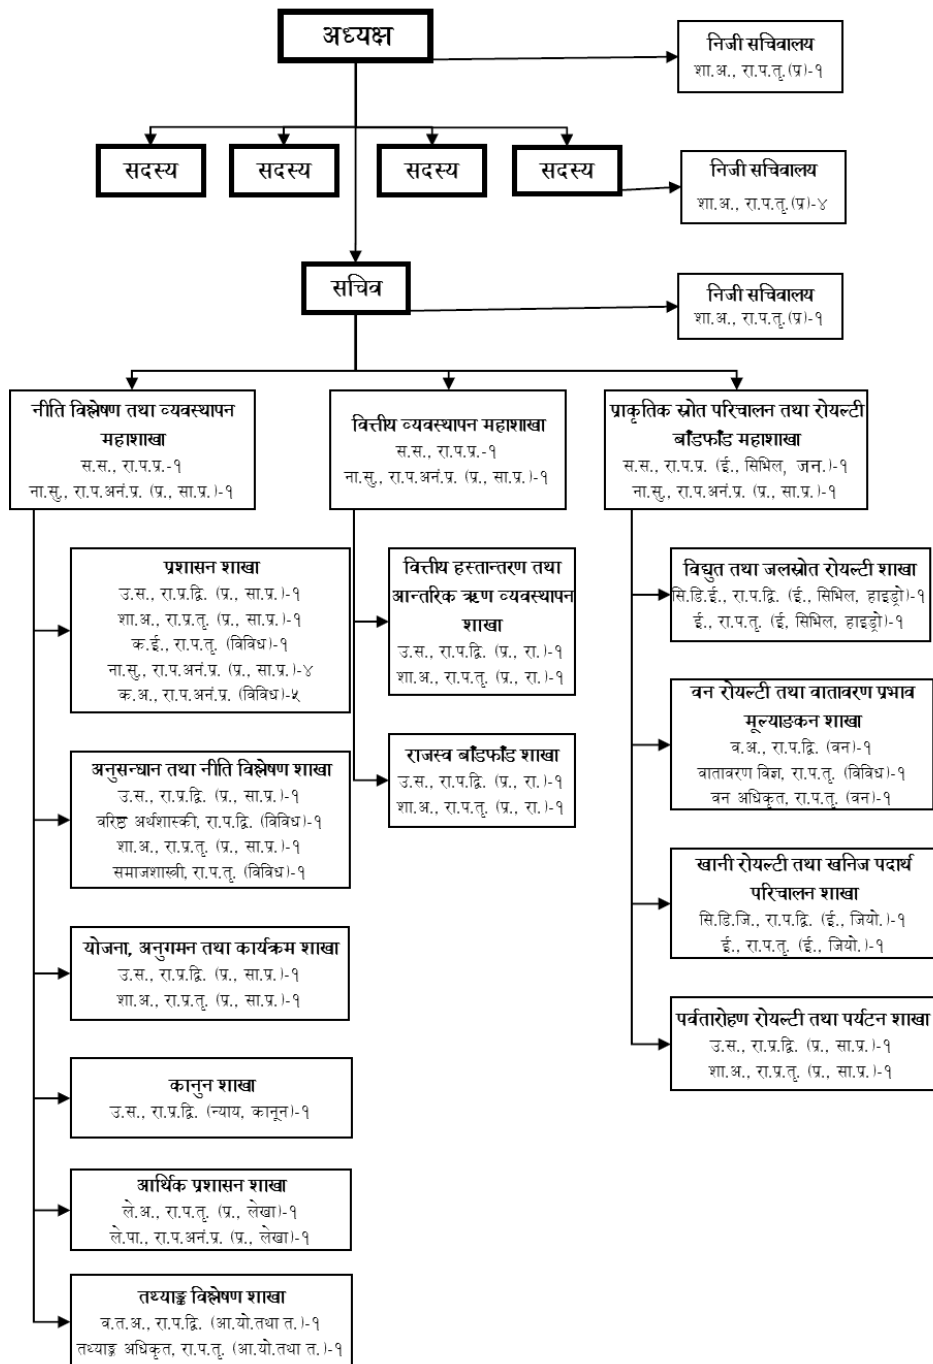 अध्यक्ष
निजी सचिवालय
शा.अ., रा.प.तृ.(प्र)-१
सदस्य
सदस्य
सदस्य
सदस्य
निजी सचिवालय
शा.अ., रा.प.तृ.(प्र)-४
सचिव
निजी सचिवालय
शा.अ., रा.प.तृ.(प्र)-१
नीति विश्लेषण तथा व्यवस्थापन
महाशाखा
स.स., रा.प.प्र.-१
ना.सु., रा.प.अनं.प्र. (प्र., सा.प्र.)-१
प्रशासन शाखा
उ.स., रा.प्र.द्वि. (प्र., सा.प्र.)-१
शा.अ., रा.प्र.तृ. (प्र., सा.प्र.)-१
क.ई., रा.प.तृ. (विविध)-१
ना.सु., रा.प.अनं.प्र. (प्र., सा.प्र.)-४
क.अ., रा.प.अनं.प्र. (विविध)-५
अनुसन्धान तथा नीति विश्लेषण शाखा
उ.स., रा.प्र.द्वि. (प्र., सा.प्र.)-१
वरिष्ठ अर्थशास्की, रा.प.द्वि. (विविध)-१
शा.अ., रा.प्र.तृ. (प्र., सा.प्र.)-१
समाजशास्त्री, रा.प.तृ. (विविध)-१
योजना, अनुगमन तथा कार्यक्रम शाखा
उ.स., रा.प्र.द्वि. (प्र., सा.प्र.)-१
शा.अ., रा.प्र.तृ. (प्र., सा.प्र.)-१
कानुन शाखा
उ.स., रा.प्र.द्वि. (न्याय, कानून)-१
आर्थिक प्रशासन शाखा
ले.अ., रा.प.तृ. (प्र., लेखा)-१
ले.पा., रा.प.अनं.प्र. (प्र., लेखा)-१
तथ्याङ्क विश्लेषण शाखा
व.त.अ., रा.प.द्वि. (आ.यो.तथा त.)-१
तथ्याङ्क अधिकृत, रा.प.तृ. (आ.यो.तथा त.)-१
वित्तीय व्यवस्थापन महाशाखा
स.स., रा.प.प्र.-१
ना.सु., रा.प.अनं.प्र. (प्र., सा.प्र.)-१
वित्तीय हस्तान्तरण तथा
आन्तरिक ऋण व्यवस्थापन
शाखा
उ.स., रा.प.द्वि. (प्र., रा.)-१
शा.अ., रा.प.तृ. (प्र., रा.)-१
राजस्व बाँडफाँड शाखा
उ.स., रा.प.द्वि. (प्र., रा.)-१
शा.अ., रा.प.तृ. (प्र., रा.)-१
प्राकृतिक स्रोत परिचालन तथा रोयल्टी
बाँडफाँड महाशाखा
स.स., रा.प.प्र. (ई., सिभिल, जन.)-१
ना.सु., रा.प.अनं.प्र. (प्र., सा.प्र.)-१
विद्युत तथा जलस्रोत रोयल्टी शाखा
सि.डि.ई., रा.प.द्वि. (ई., सिभिल, हाइड्रो)-१
ई., रा.प.तृ. (ई, सिभिल, हाइड्रो)-१
वन रोयल्टी तथा वातावरण प्रभाव
मूल्याङकन शाखा
व.अ., रा.प.द्वि. (वन)-१
वातावरण विज्ञ, रा.प.तृ. (विविध)-१
वन अधिकृत, रा.प.तृ. (वन)-१
खानी रोयल्टी तथा खनिज पदार्थ
परिचालन शाखा
सि.डि.जि., रा.प.द्वि. (ई., जियो.)-१
ई., रा.प.तृ. (ई., जियो.)-१
पर्वतारोहण रोयल्टी तथा पर्यटन शाखा
उ.स., रा.प्र.द्वि. (प्र., सा.प्र.)-१
शा.अ., रा.प्र.तृ. (प्र., सा.प्र.)-१